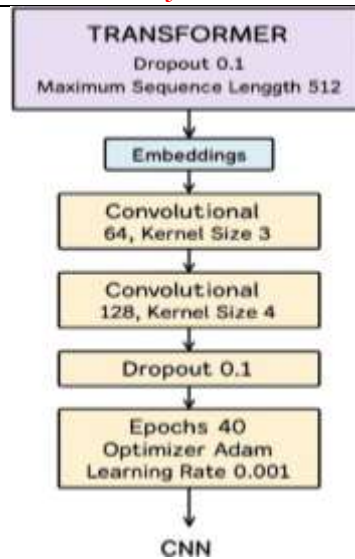 TRANSFORMER
Dropout 0.1
Maximum Sequence Lenggth 512
Embeddings
Convolutional
64, Kernel Size 3
Convolutional
128, Kernel Size 4
Dropout 0.1
Epochs 40
Optimizer Adam
Learning Rate 0.001
CNN